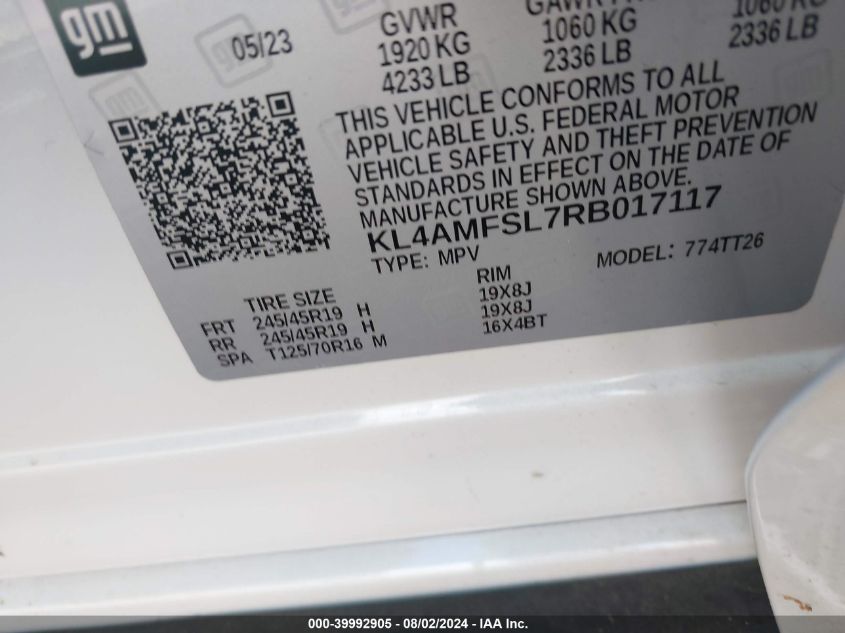 gm
05/23
GVWR
1920 KG
4233 LB
1060 KG
2336 LB
1060 KG
2336 LB
THIS VEHICLE CONFORMS TO ALL
APPLICABLE U.S. FEDERAL MOTOR
VEHICLE SAFETY AND THEFT PREVENTION
STANDARDS IN EFFECT ON THE DATE OF
MANUFACTURE SHOWN ABOVE.
KL4AMFSL7RB017117
TYPE: MPV
MODEL: 774TT26
TIRE SIZE RIM
FRT 245/45R19 H 19X8J
RR 245/45R19 H 19X8J
SPA T125/70R16 M 16X4BT
000-39992905 - 08/02/2024 - IAA Inc.